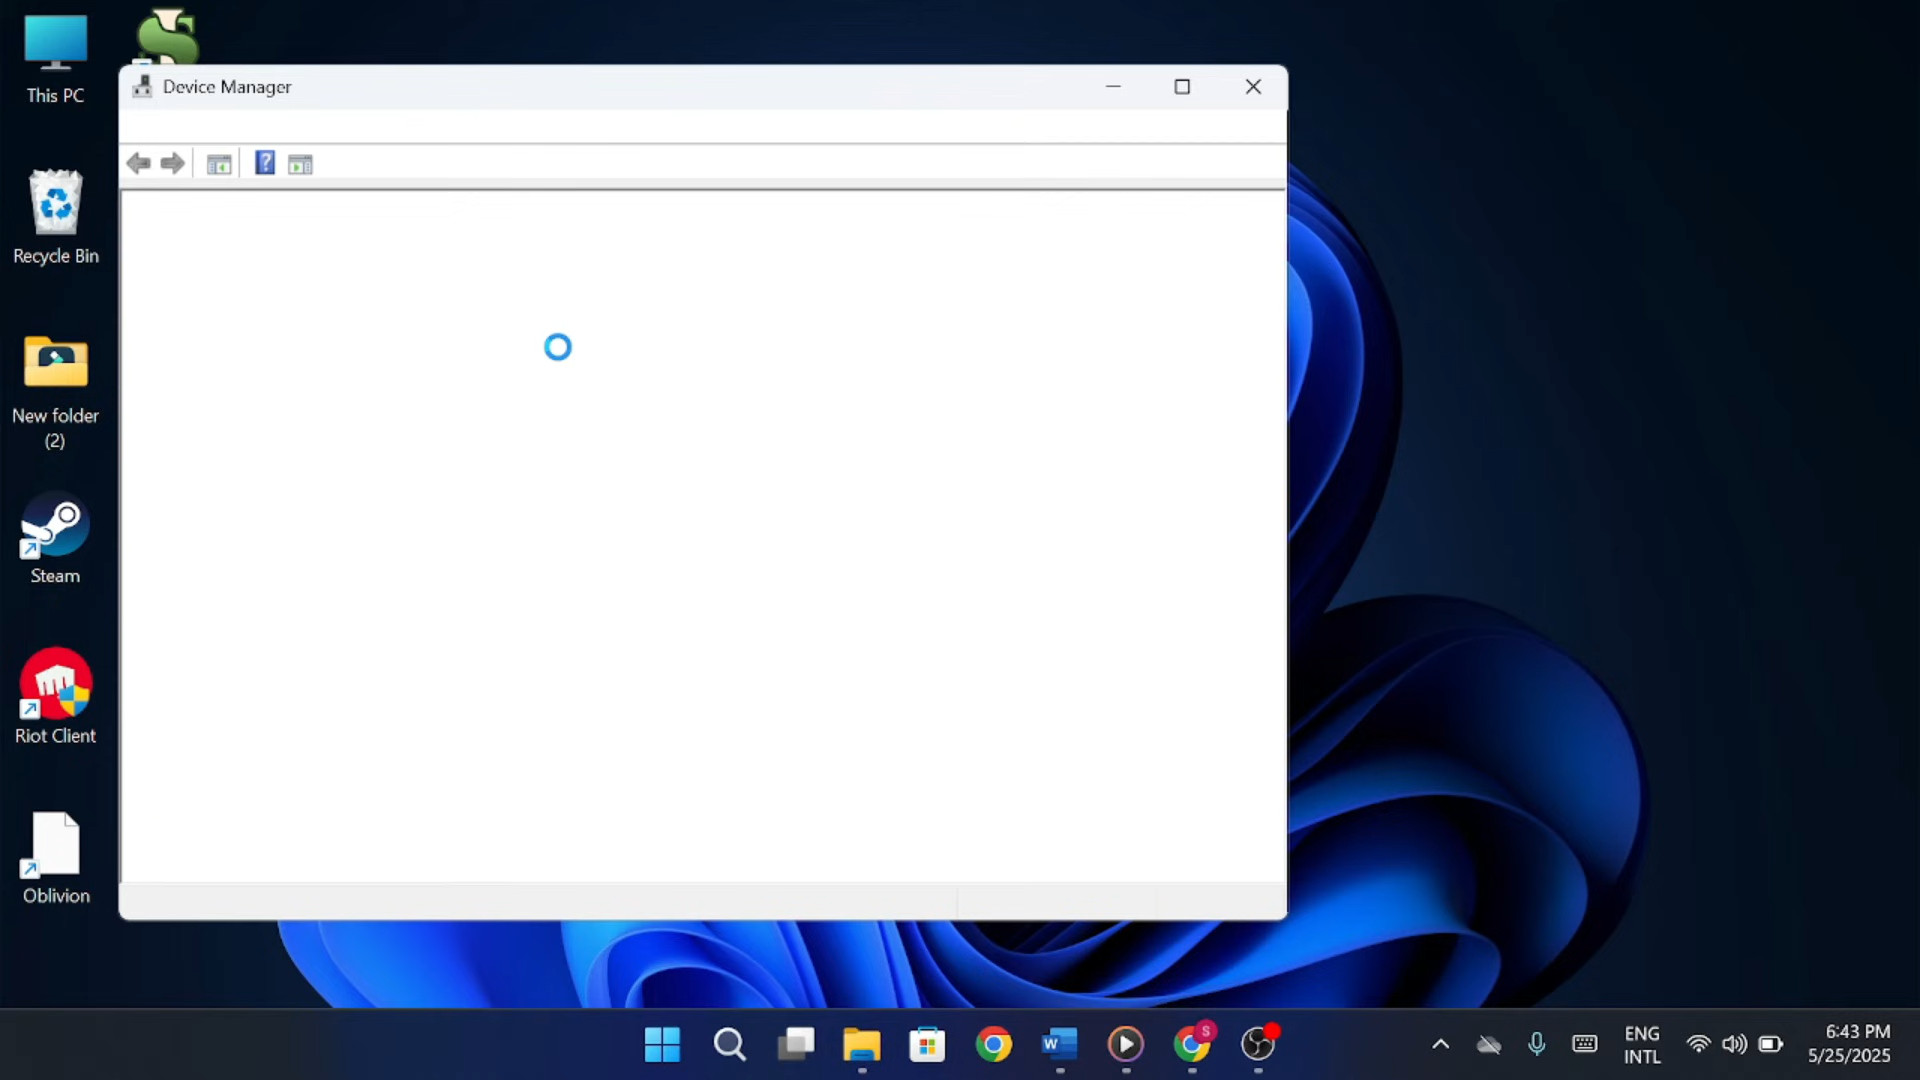 This PC
Device Manager
Recycle Bin
New folder
(2)
Steam
Riot Client
Oblivion
ENG
INTL
6:43 PM
5/25/2025